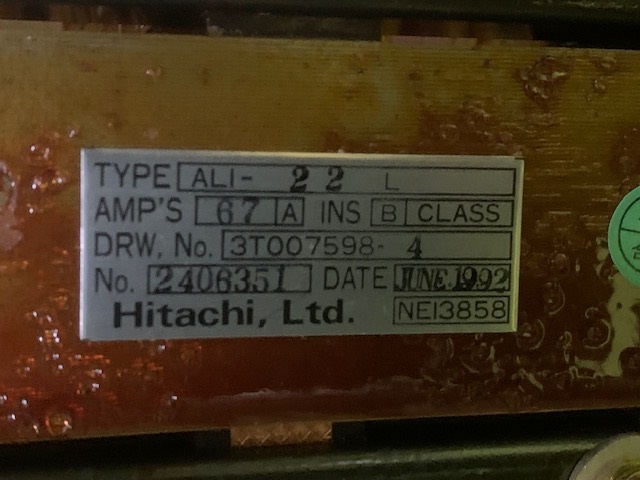 TYPE ALI- 22 L
AMP'S 67 A INS B CLASS
DRW. No. 3T007598-4
No. 2406351 DATE JUNE.1992
Hitachi, Ltd. NE13858